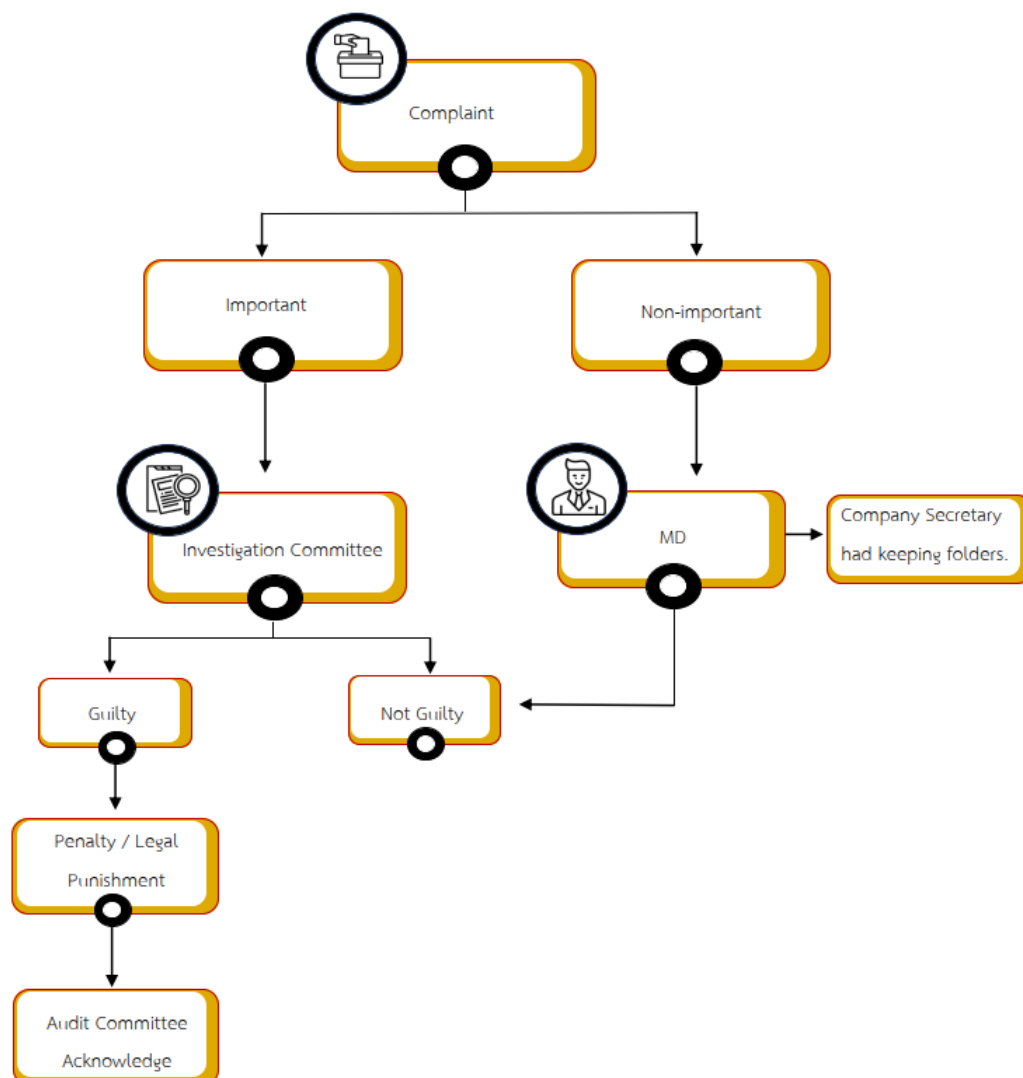 Complaint
Important
Non-important
Investigation Committee
MD
Company Secretary
had keeping folders.
Guilty
Not Guilty
Penalty / Legal
Punishment
Audit Committee
Acknowledge